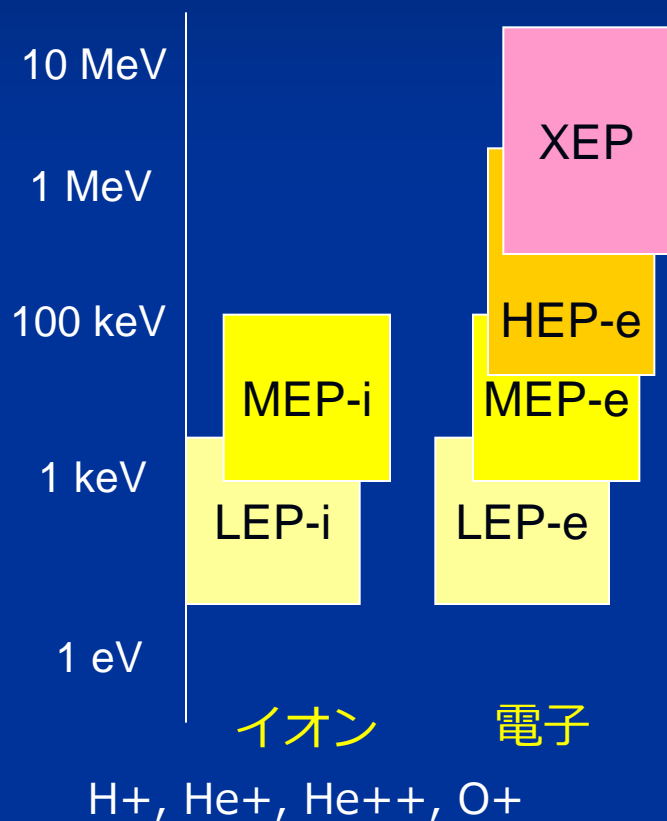 10 MeV
XEP
1 MeV
100 keV
HEP-e
MEP-i
MEP-e
1 keV
LEP-i
LEP-e
1 eV
イオン
電子
H+, He+, He++, O+